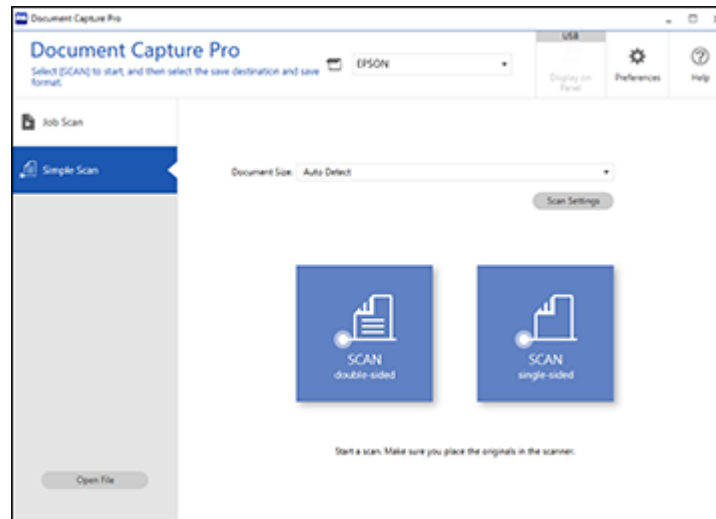 Document Capture Pro
Document Capture Pro
Select [SCAN] to start, and then select the save destination and save
format.
EPSON
USB
Display on
Panel
Preferences
Help
Job Scan
Simple Scan
Document Size:
Auto Detect
Scan Settings
SCAN
double-sided
SCAN
single-sided
Start a scan. Make sure you place the originals in the scanner.
Open File